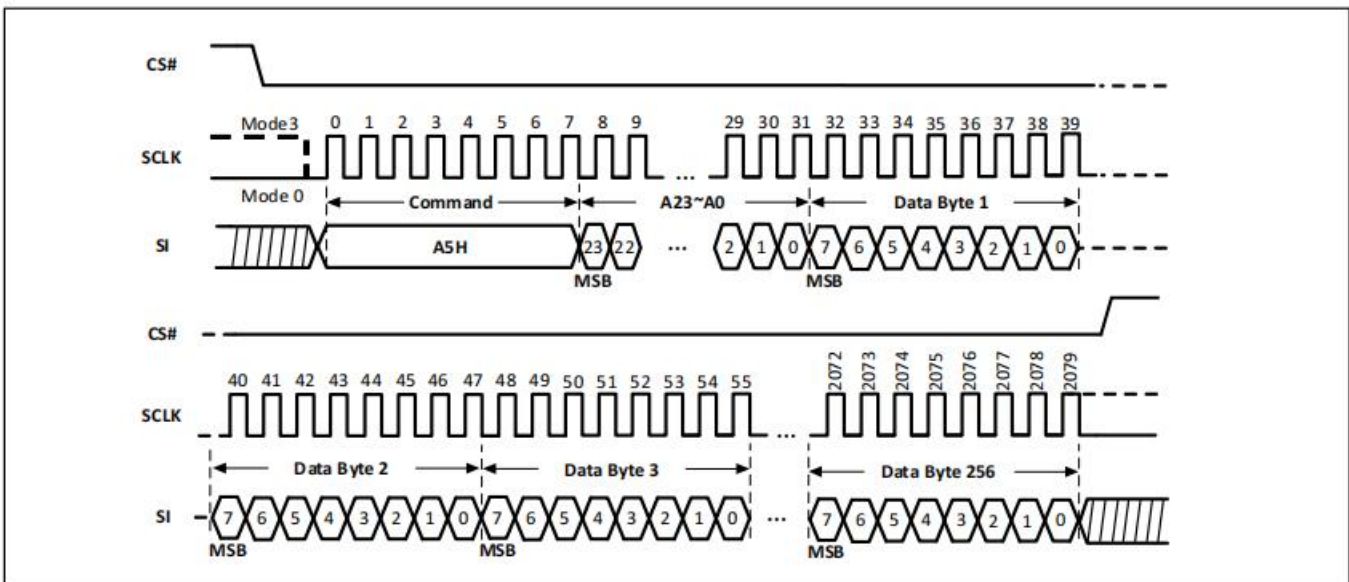 CS#
Mode3 0 1 2 3 4 5 6 7 8 9 29 30 31 32 33 34 35 36 37 38 39
SCLK ...
Mode 0 Command A23~A0 Data Byte 1
SI A5H 23 22 ... 2 1 0 7 6 5 4 3 2 1 0
MSB MSB
CS#
40 41 42 43 44 45 46 47 48 49 50 51 52 53 54 55 2072 2073 2074 2075 2076 2077 2078 2079
SCLK ...
Data Byte 2 Data Byte 3 Data Byte 256
SI 7 6 5 4 3 2 1 0 7 6 5 4 3 2 1 0 ... 7 6 5 4 3 2 1 0
MSB MSB MSB